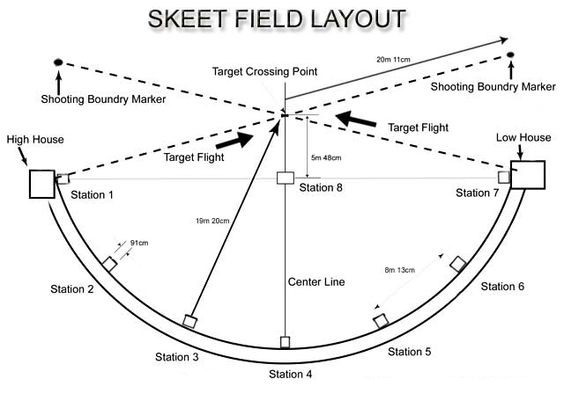 SKEET FIELD LAYOUT
20m 11cm
Target Crossing Point
Shooting Boundry Marker
Shooting Boundry Marker
High House
Target Flight
Low House
Target Flight
5m 48cm
Station 1
Station 8
Station 7
19m 20cm
91cm
8m 13cm
Center Line
Station 2
Station 6
Station 3
Station 5
Station 4